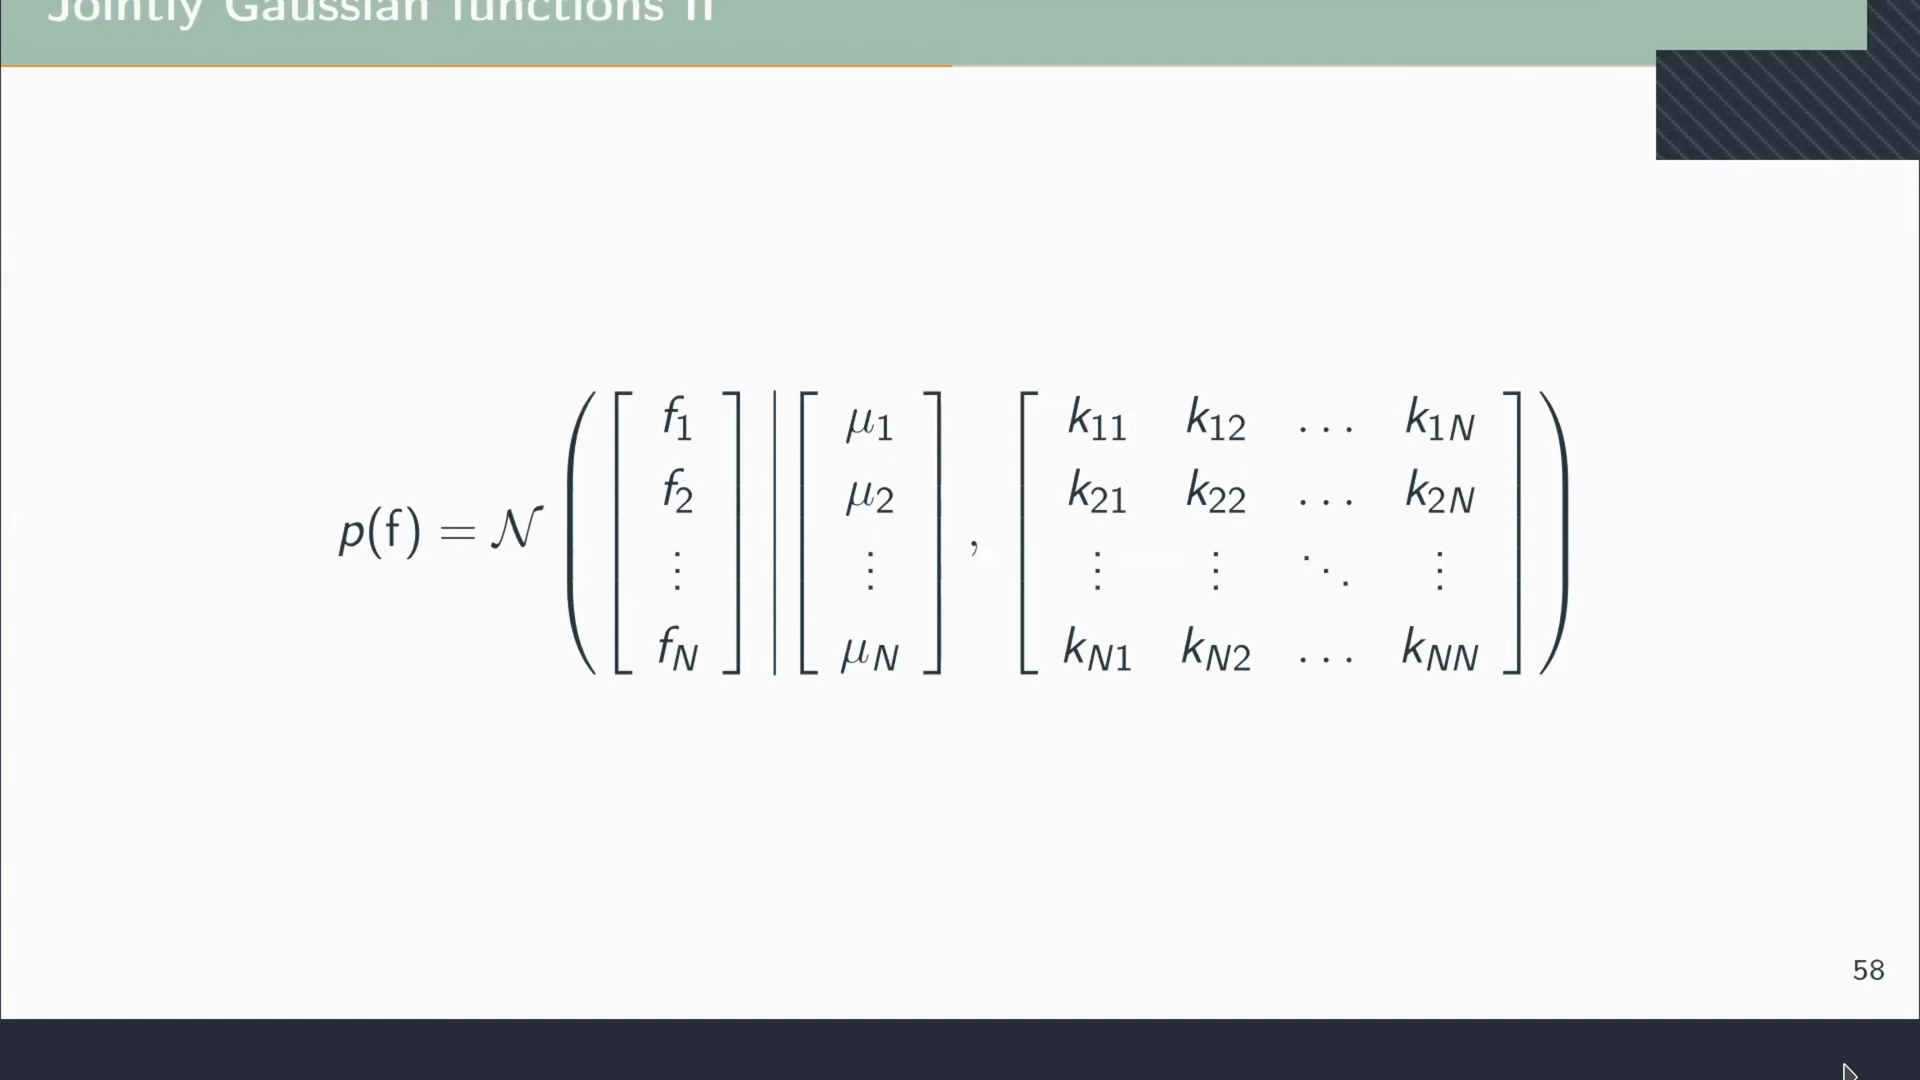 Jointly Gaussian functions II
p(f) = 𝒩 ( [ f₁ f₂ ⋮ f_N ] | [ μ₁ μ₂ ⋮ μ_N ] , [ k₁₁ k₁₂ … k₁N
k₂₁ k₂₂ … k₂N
⋮ ⋮ ⋱ ⋮
k_N1 k_N2 … k_NN ] )
58